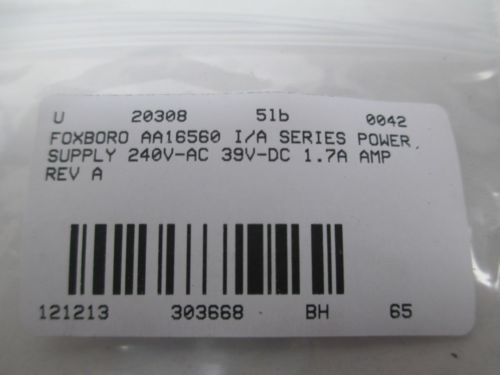 U 20308 5lb 0042
FOXBORO AA16560 I/A SERIES POWER
SUPPLY 240V-AC 39V-DC 1.7A AMP
REV A
121213 303668 BH 65